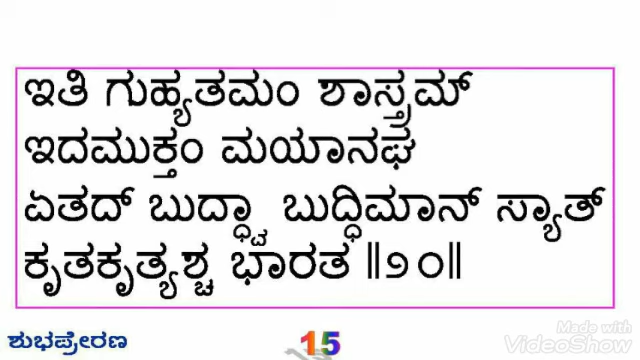 ಇತಿ ಗುಹ್ಯತಮಂ ಶಾಸ್ತ್ರಮ್
ಇದಮುಕ್ತಂ ಮಯಾನಘ
ಏತದ್ ಬುದ್ಧ್ವಾ ಬುದ್ಧಿಮಾನ್ ಸ್ಯಾತ್
ಕೃತಕೃತ್ಯಶ್ಚ ಭಾರತ ||೨೦||
ಶುಭಪ್ರೇರಣ
15
Made with
VideoShow